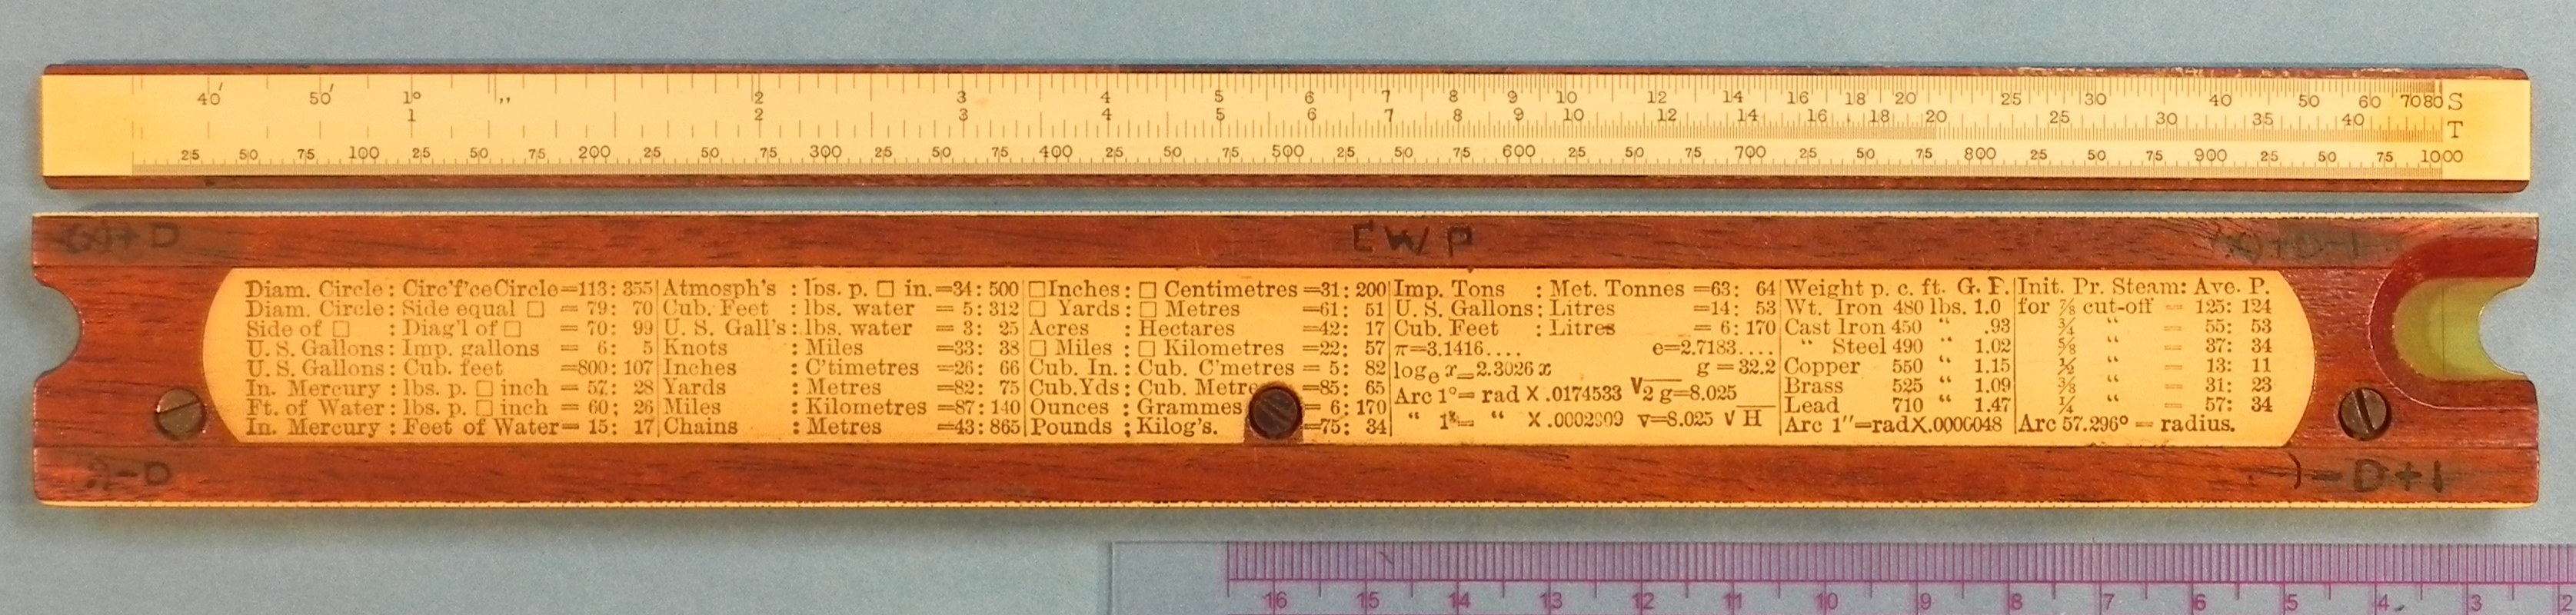 40′ 50′ 1° ,, 2 3 4 5 6 7 8 9 10 12 14 16 18 20 25 30 40 50 60 70 80 S
1 2 3 4 5 6 7 8 9 10 12 14 16 18 20 25 30 35 40 T
25 50 75 100 25 50 75 200 25 50 75 300 25 50 75 400 25 50 75 500 25 50 75 600 25 50 75 700 25 50 75 800 25 50 75 900 25 50 75 1000
+ D
E W P
Diam. Circle : Circ'f'ce Circle =113: 355
Diam. Circle : Side equal □ = 79: 70
Side of □ : Diag'l of □ = 70: 99
U. S. Gallons : Imp. gallons = 6: 5
U. S. Gallons : Cub. feet =800: 107
In. Mercury : lbs. p. □ inch = 57: 28
Ft. of Water : lbs. p. □ inch = 60: 26
In. Mercury : Feet of Water = 15: 17
Atmosph's : lbs. p. □ in. =34: 500
Cub. Feet : lbs. water = 5: 312
U. S. Gall's : lbs. water = 3: 25
Knots : Miles =33: 38
Inches : C'timetres =26: 66
Yards : Metres =82: 75
Miles : Kilometres =87: 140
Chains : Metres =43: 865
□ Inches : □ Centimetres =31: 200
□ Yards : □ Metres =61: 51
Acres : Hectares =42: 17
□ Miles : □ Kilometres =22: 57
Cub. In. : Cub. C'metres = 5: 82
Cub. Yds : Cub. Metre =85: 65
Ounces : Grammes = 6: 170
Pounds : Kilog's. =75: 34
Imp. Tons : Met. Tonnes =63: 64
U. S. Gallons : Litres =14: 53
Cub. Feet : Litres = 6: 170
π=3.1416.... e=2.7183....
logₑ x=2.3026 x g=32.2
Arc 1°= rad X .0174533 √2 g=8.025
“ 1′= “ X .0002909 v=8.025 √H
Weight p. c. ft. G. F.
Wt. Iron 480 lbs. 1.0
Cast Iron 450 “ .93
“ Steel 490 “ 1.02
Copper 550 “ 1.15
Brass 525 “ 1.09
Lead 710 “ 1.47
Arc 1″=rad X.0000048
Init. Pr. Steam: Ave. P.
for ⅞ cut-off = 125: 124
¾ “ = 55: 53
⅝ “ = 37: 34
½ “ = 13: 11
⅜ “ = 31: 23
¼ “ = 57: 34
Arc 57.296° = radius.
-D
)-D+1
16 15 14 13 12 11 10 9 8 7 6 5 4 3 2